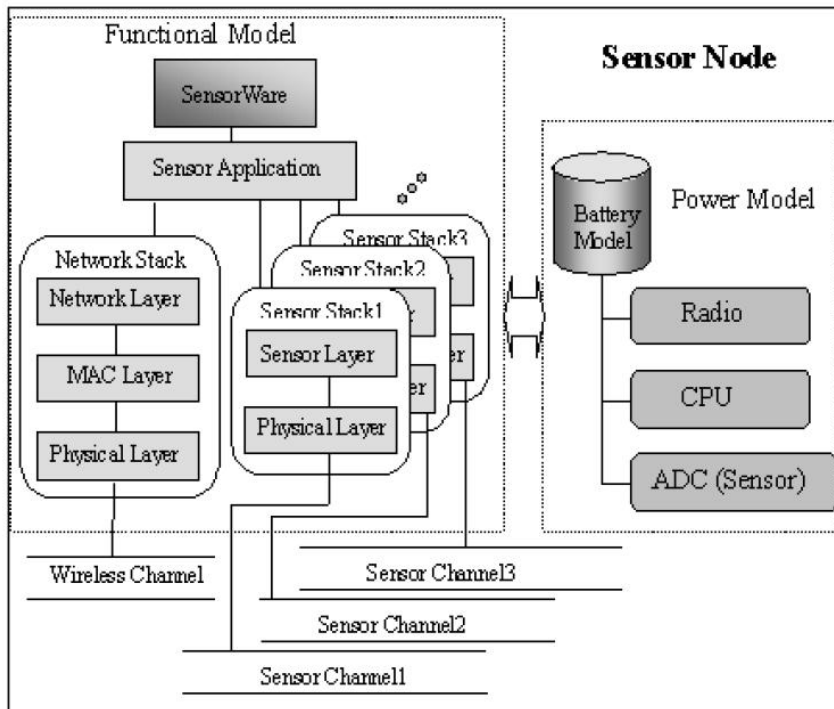 Functional Model
Sensor Node
SensorWare
Sensor Application
Sensor Stack3
Network Stack
Sensor Stack2
Network Layer
Sensor Stack1
Sensor Layer
MAC Layer
Physical Layer
Physical Layer
Battery
Model
Power Model
Radio
CPU
ADC (Sensor)
Wireless Channel
Sensor Channel3
Sensor Channel2
Sensor Channel1